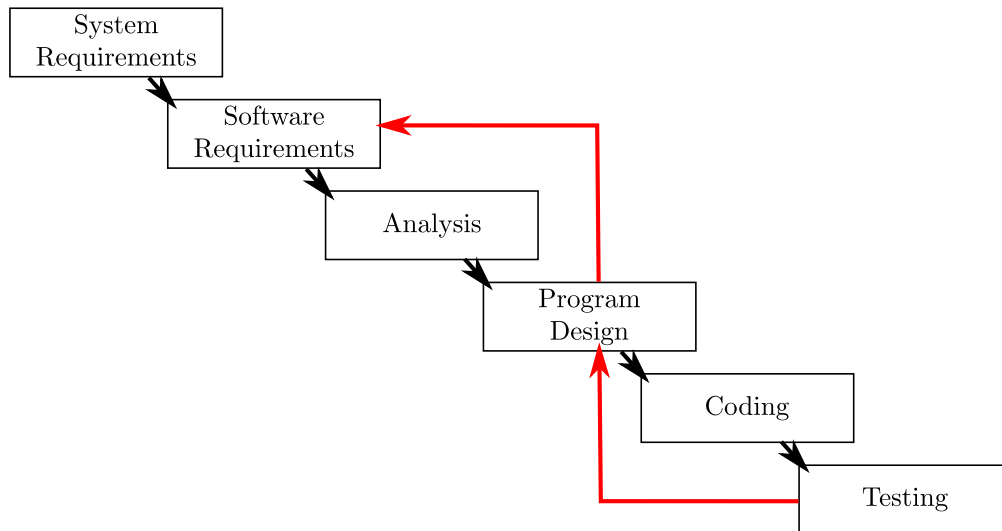 System
Requirements
Software
Requirements
Analysis
Program
Design
Coding
Testing